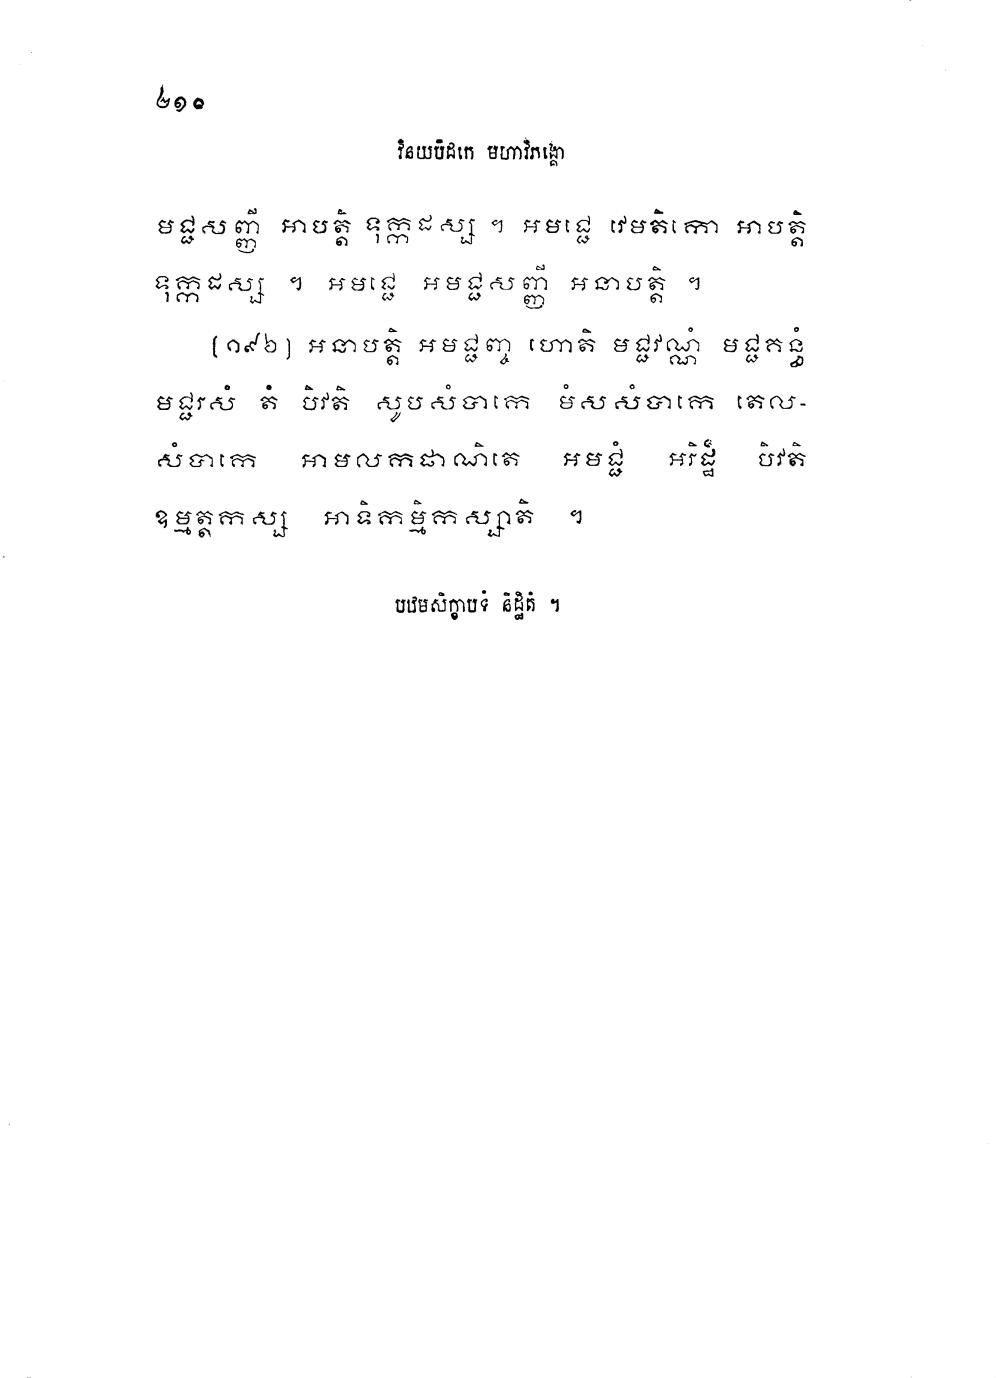 ៤១០
វិនយបិដកេ មហាវិភង្គោ
មជ្ជសញ្ញី អាបត្តិ ទុក្កដស្ស ។ អមជ្ជេ វេមតិកោ អាបត្តិ
ទុក្កដស្ស ។ អមជ្ជេ អមជ្ជសញ្ញី អនាបត្តិ ។
[១៩៦] អនាបត្តិ អមជ្ជញ្ច ហោតិ មជ្ជវណ្ណំ មជ្ជគន្ធំ
មជ្ជរសំ តំ បិវតិ សូបសំបាកេ មំសសំបាកេ តេល-
សំបាកេ អាមលកផាណិតេ អមជ្ជំ អរិដ្ឋំ បិវតិ
ឧម្មត្តកស្ស អាទិកម្មិកស្សាតិ ។
បឋមសិក្ខាបទំ និដ្ឋិតំ ។